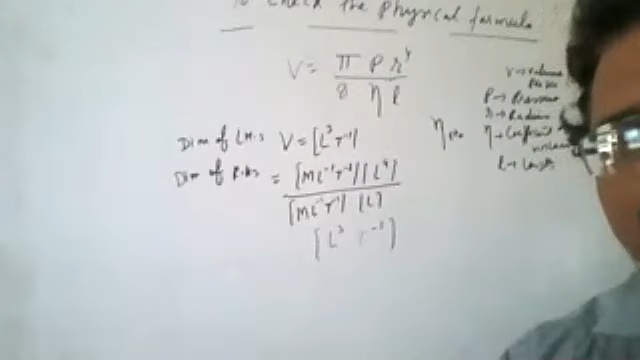 To check the physical formula
V = π P r⁴
8 η l
V → volume
P → Pressure
r → Radius
η → Coefficient
l → Length
η
Dim of L.H.S V = [L³ T⁻¹]
Dim of R.H.S = [ML⁻¹T⁻²] [L⁴]
[ML⁻¹T⁻¹] [L]
[L³ T⁻¹]